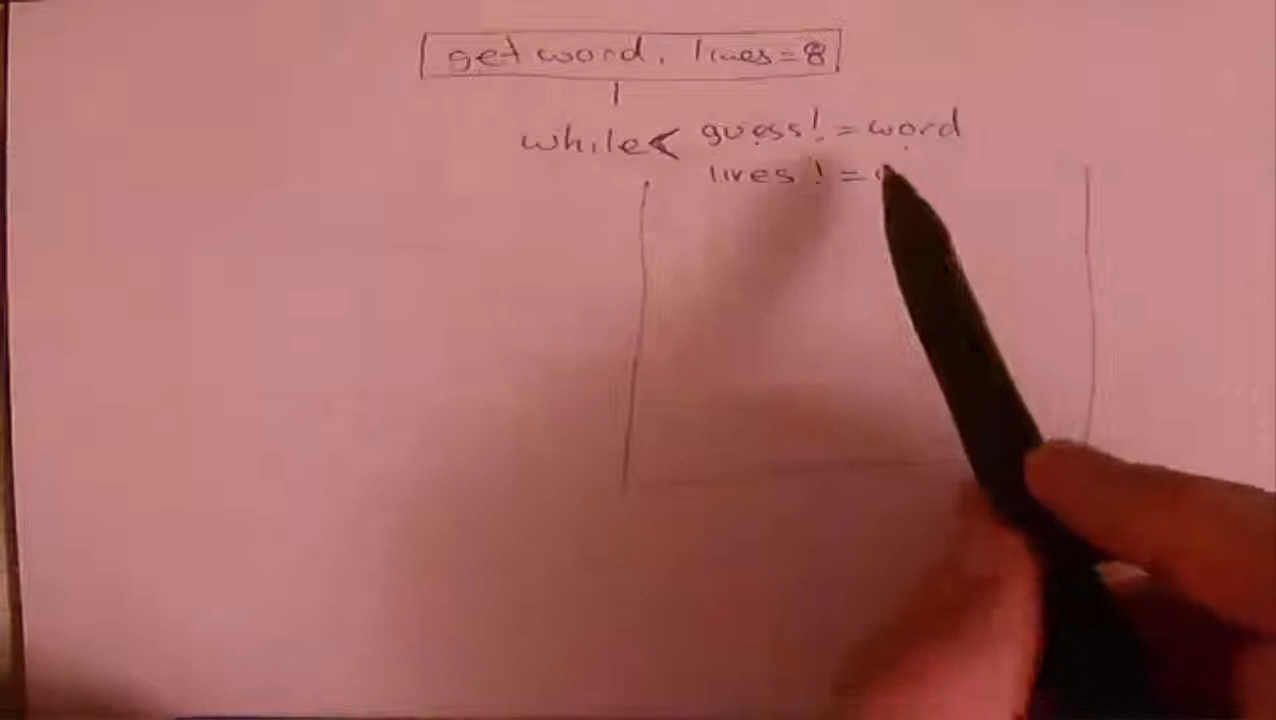 get word, lives=8
while< guess! = word
lives! =